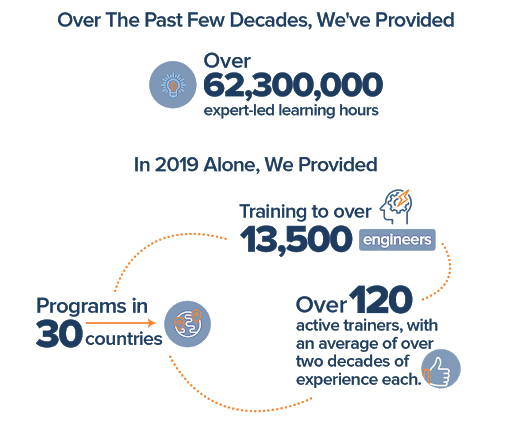 Over The Past Few Decades, We've Provided
Over
62,300,000
expert-led learning hours
In 2019 Alone, We Provided
Training to over
13,500 engineers
Programs in
30 countries
Over 120
active trainers, with
an average of over
two decades of
experience each.